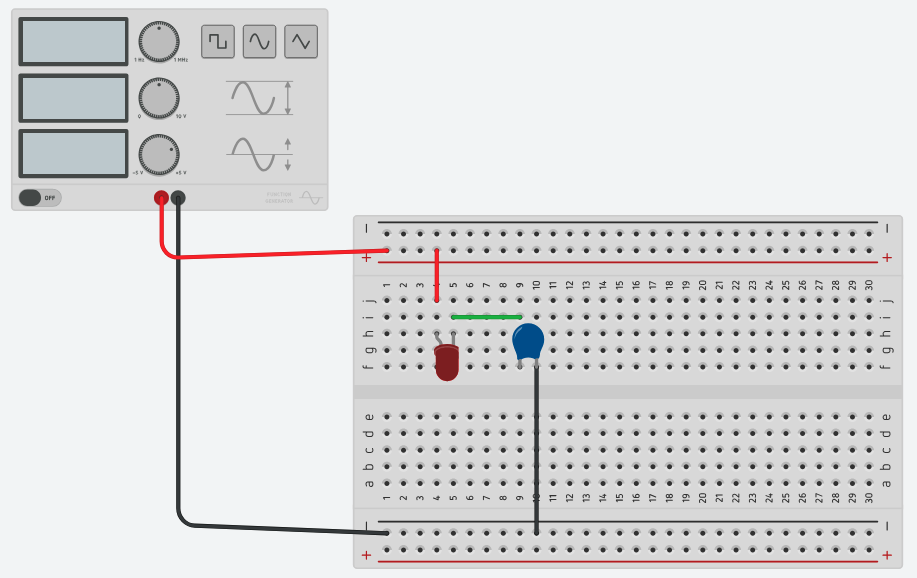 1 Hz 1 MHz
0 10 V
-5 V +5 V
OFF
FUNCTION
GENERATOR
− −
+ +
1 2 3 4 5 6 7 8 9 10 11 12 13 14 15 16 17 18 19 20 21 22 23 24 25 26 27 28 29 30
j j
i i
h h
g g
f f
e e
d d
c c
b b
a a
1 2 3 4 5 6 7 8 9 10 11 12 13 14 15 16 17 18 19 20 21 22 23 24 25 26 27 28 29 30
− −
+ +